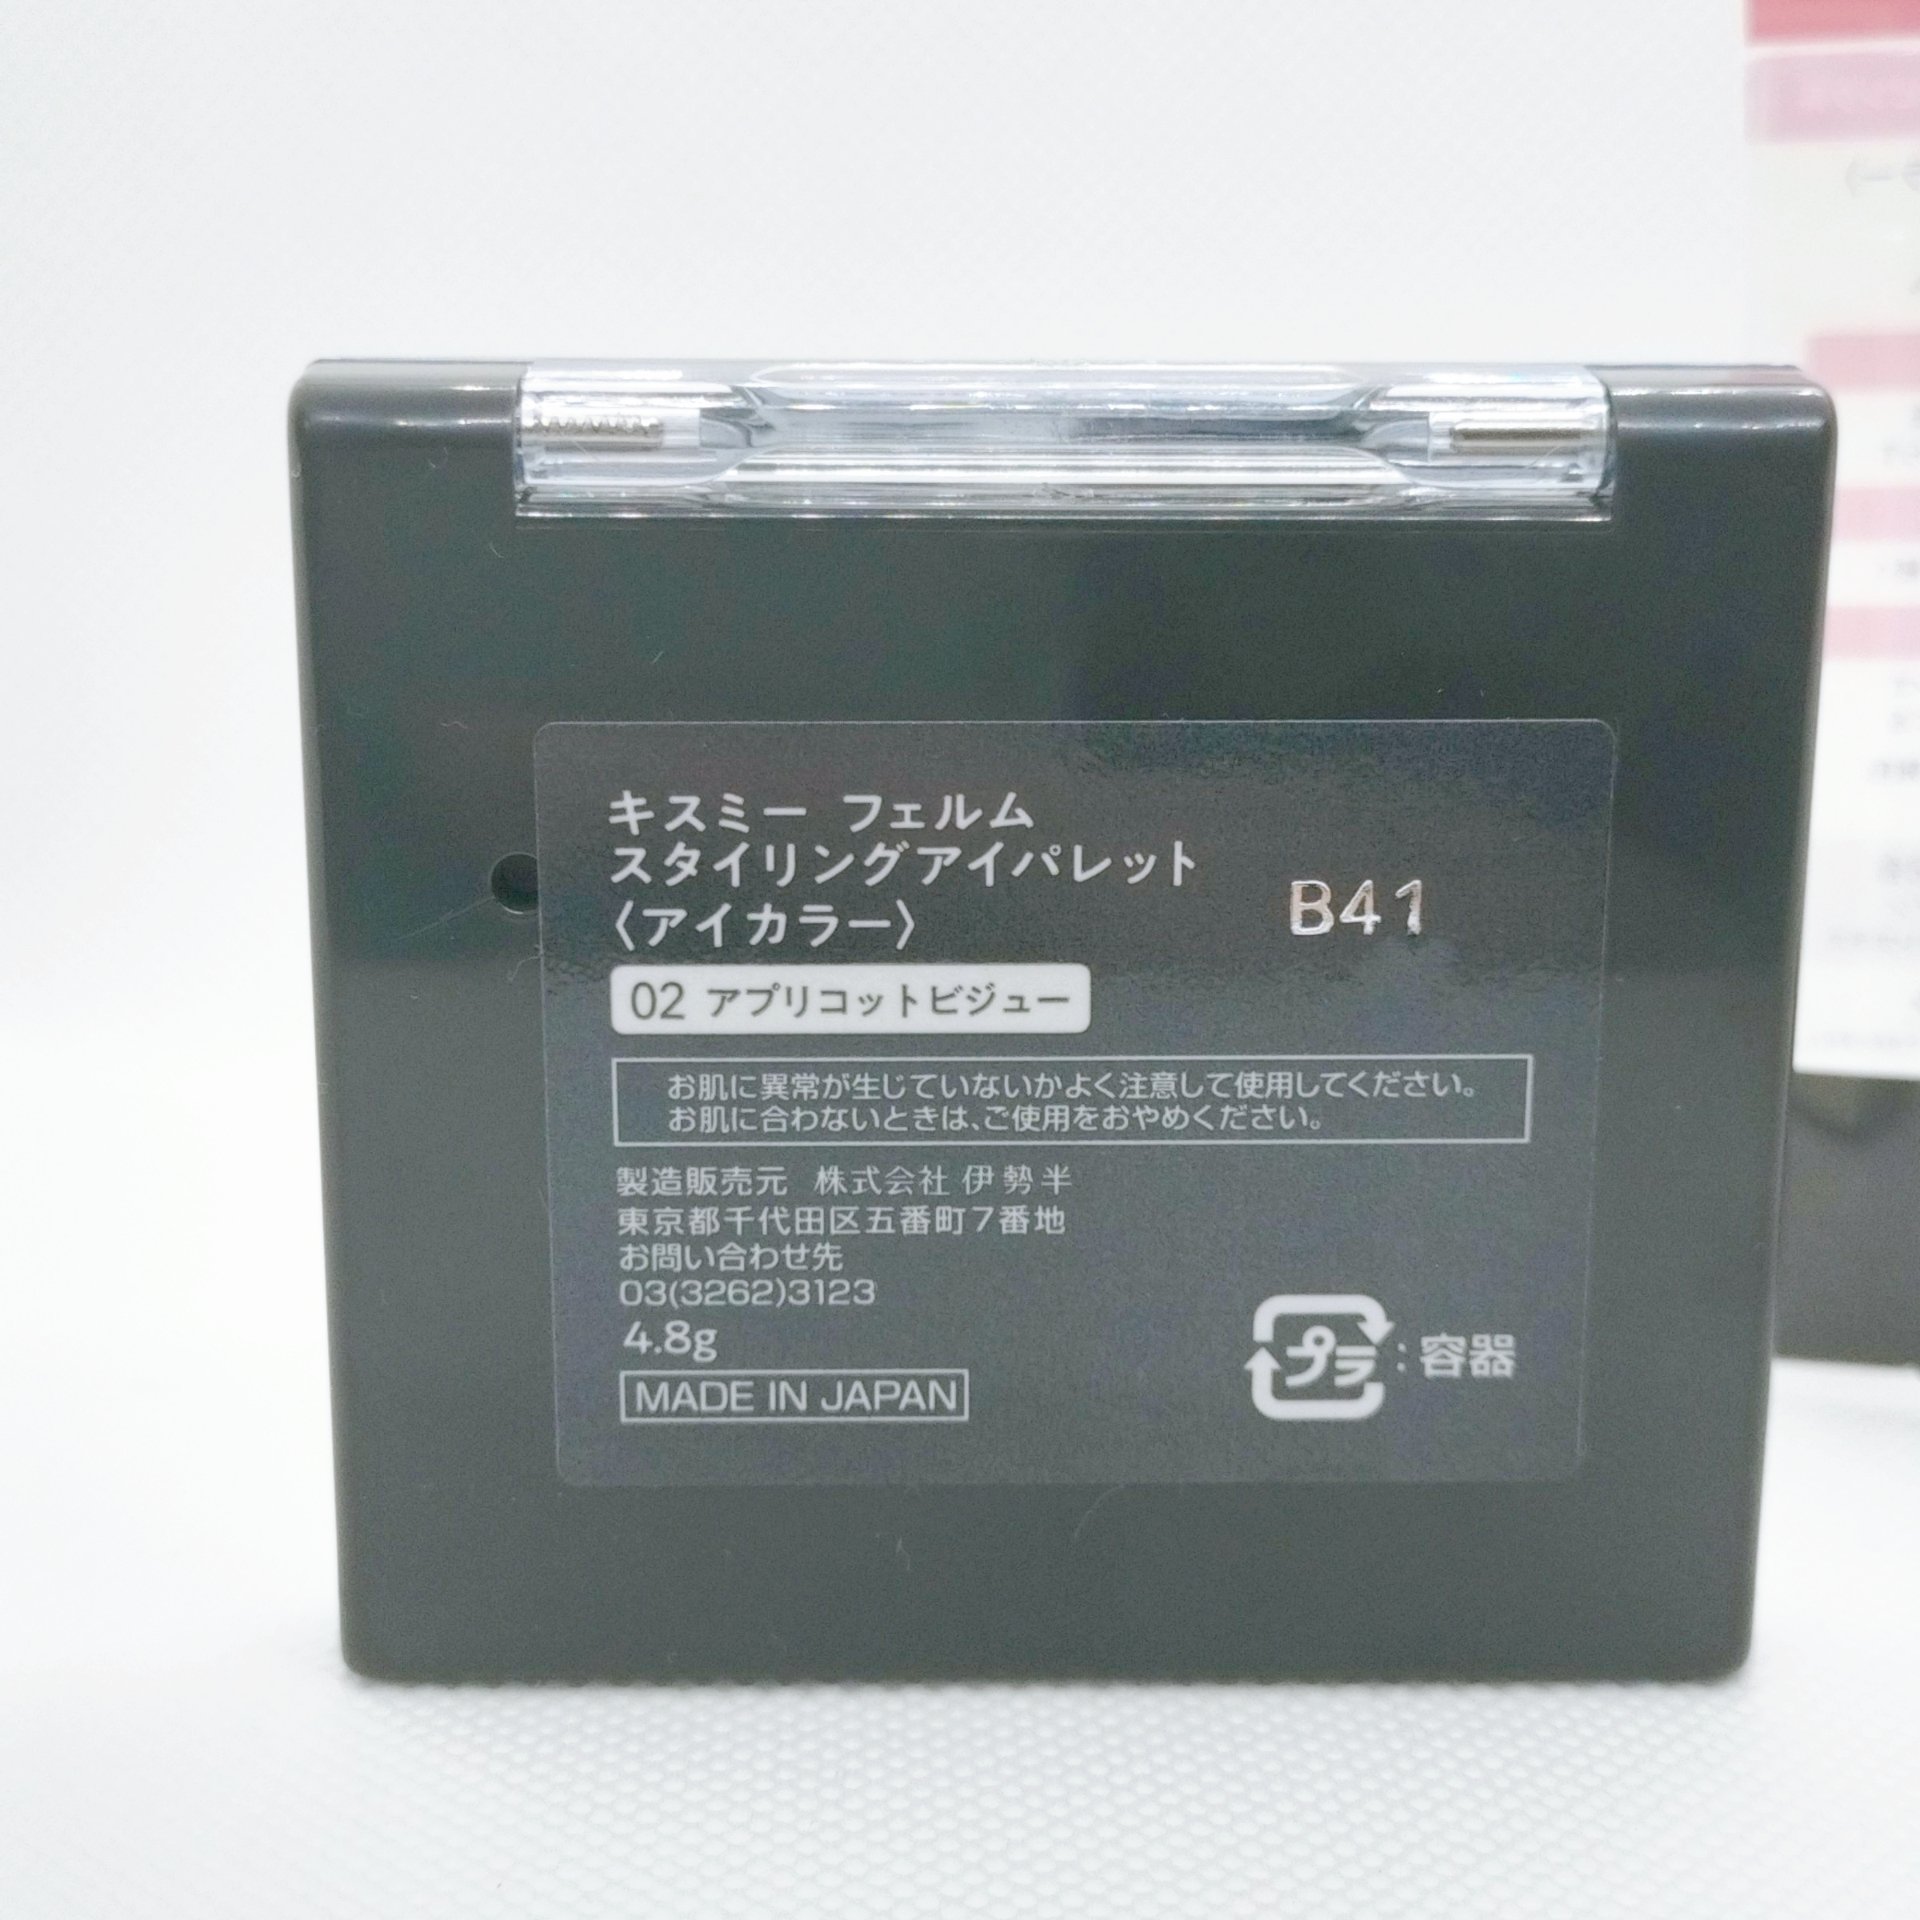 キスミー フェルム
スタイリングアイパレット
〈アイカラー〉
B41
02 アプリコットビジュー
お肌に異常が生じていないかよく注意して使用してください。
お肌に合わないときは、ご使用をおやめください。
製造販売元 株式会社 伊勢半
東京都千代田区五番町7番地
お問い合わせ先
03(3262)3123
4.8g
MADE IN JAPAN
プラ:容器